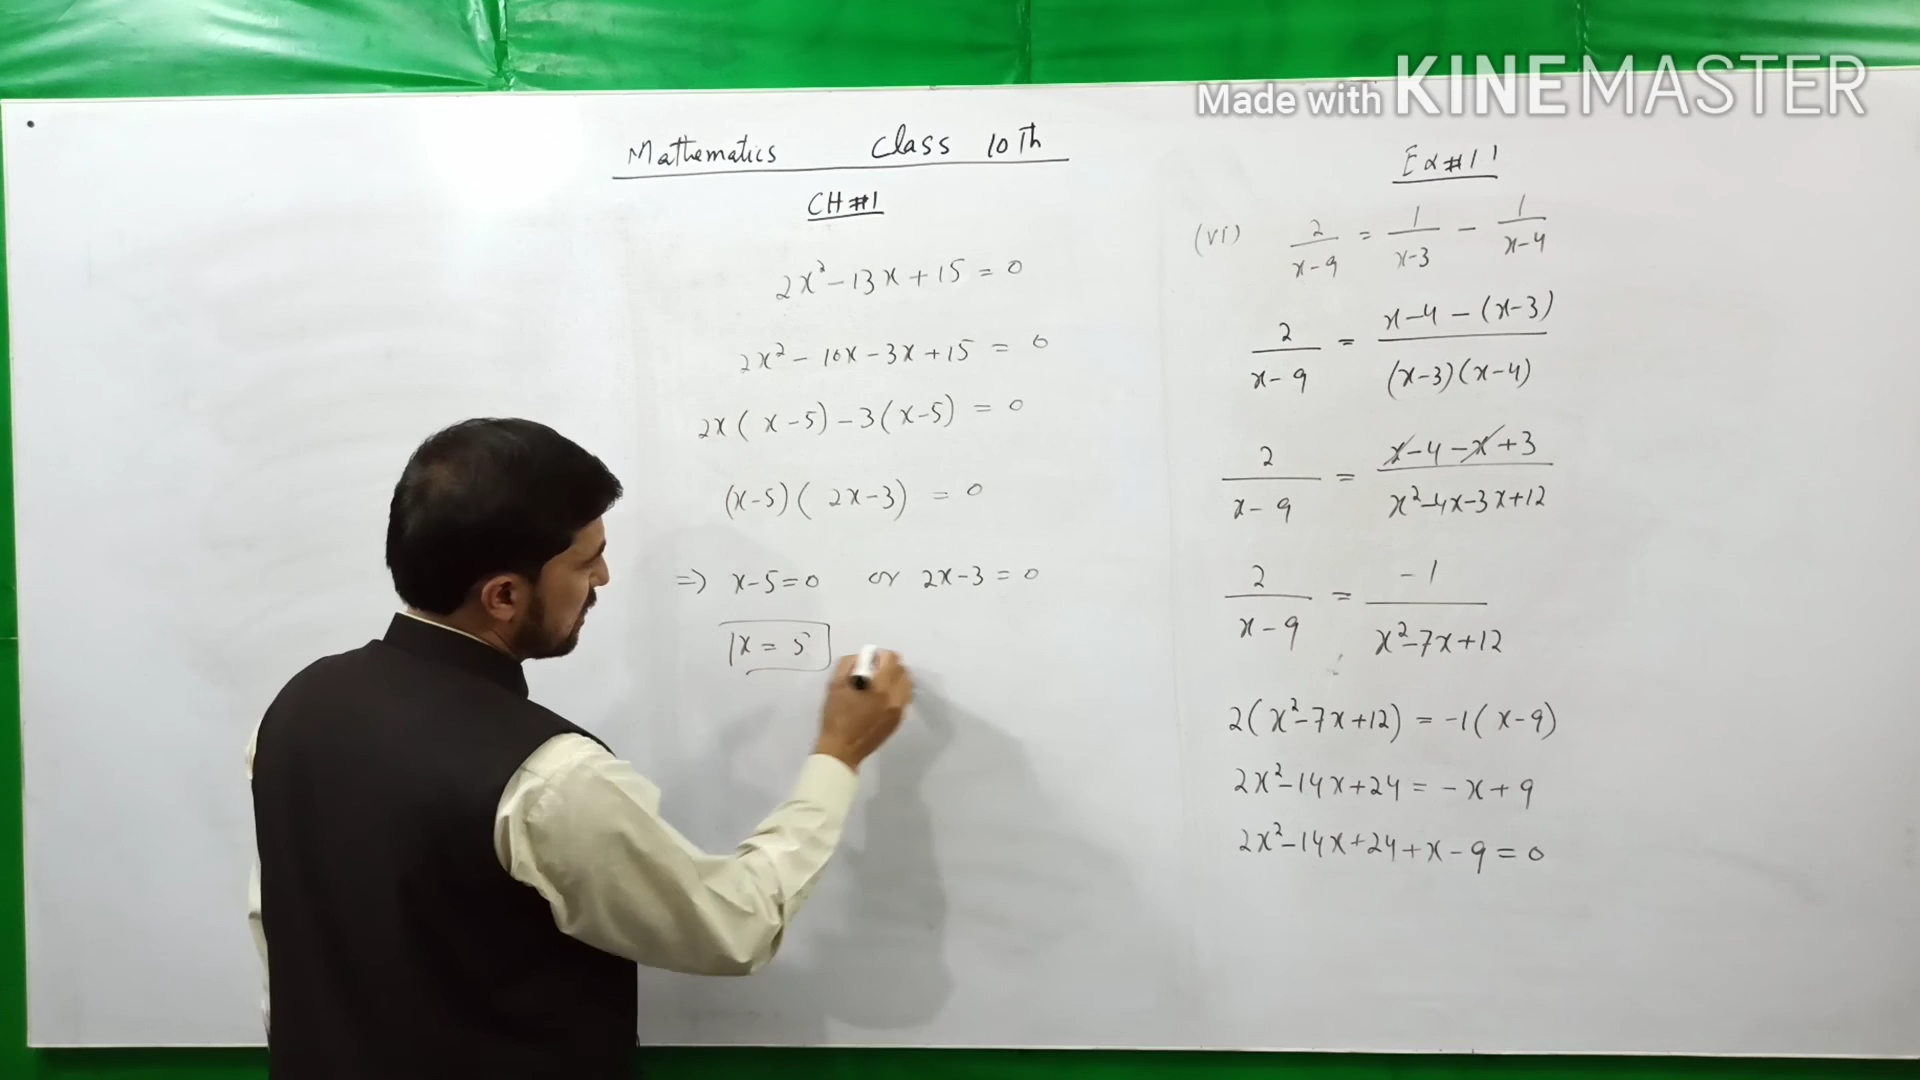 Made with KINEMASTER
Mathematics Class 10Th
CH#1
2x² - 13x + 15 = 0
2x² - 10x - 3x + 15 = 0
2x ( x - 5) - 3 (x - 5) = 0
(x - 5) ( 2x - 3) = 0
=> x - 5 = 0 or 2x - 3 = 0
x = 5
Ex#1.1
(vi) 2/(x-9) = 1/(x-3) - 1/(x-4)
2/(x-9) = (x-4-(x-3))/((x-3)(x-4))
2/(x-9) = (x-4-x+3)/(x²-4x-3x+12)
2/(x-9) = -1/(x²-7x+12)
2(x²-7x+12) = -1(x-9)
2x²-14x+24 = -x+9
2x²-14x+24+x-9=0